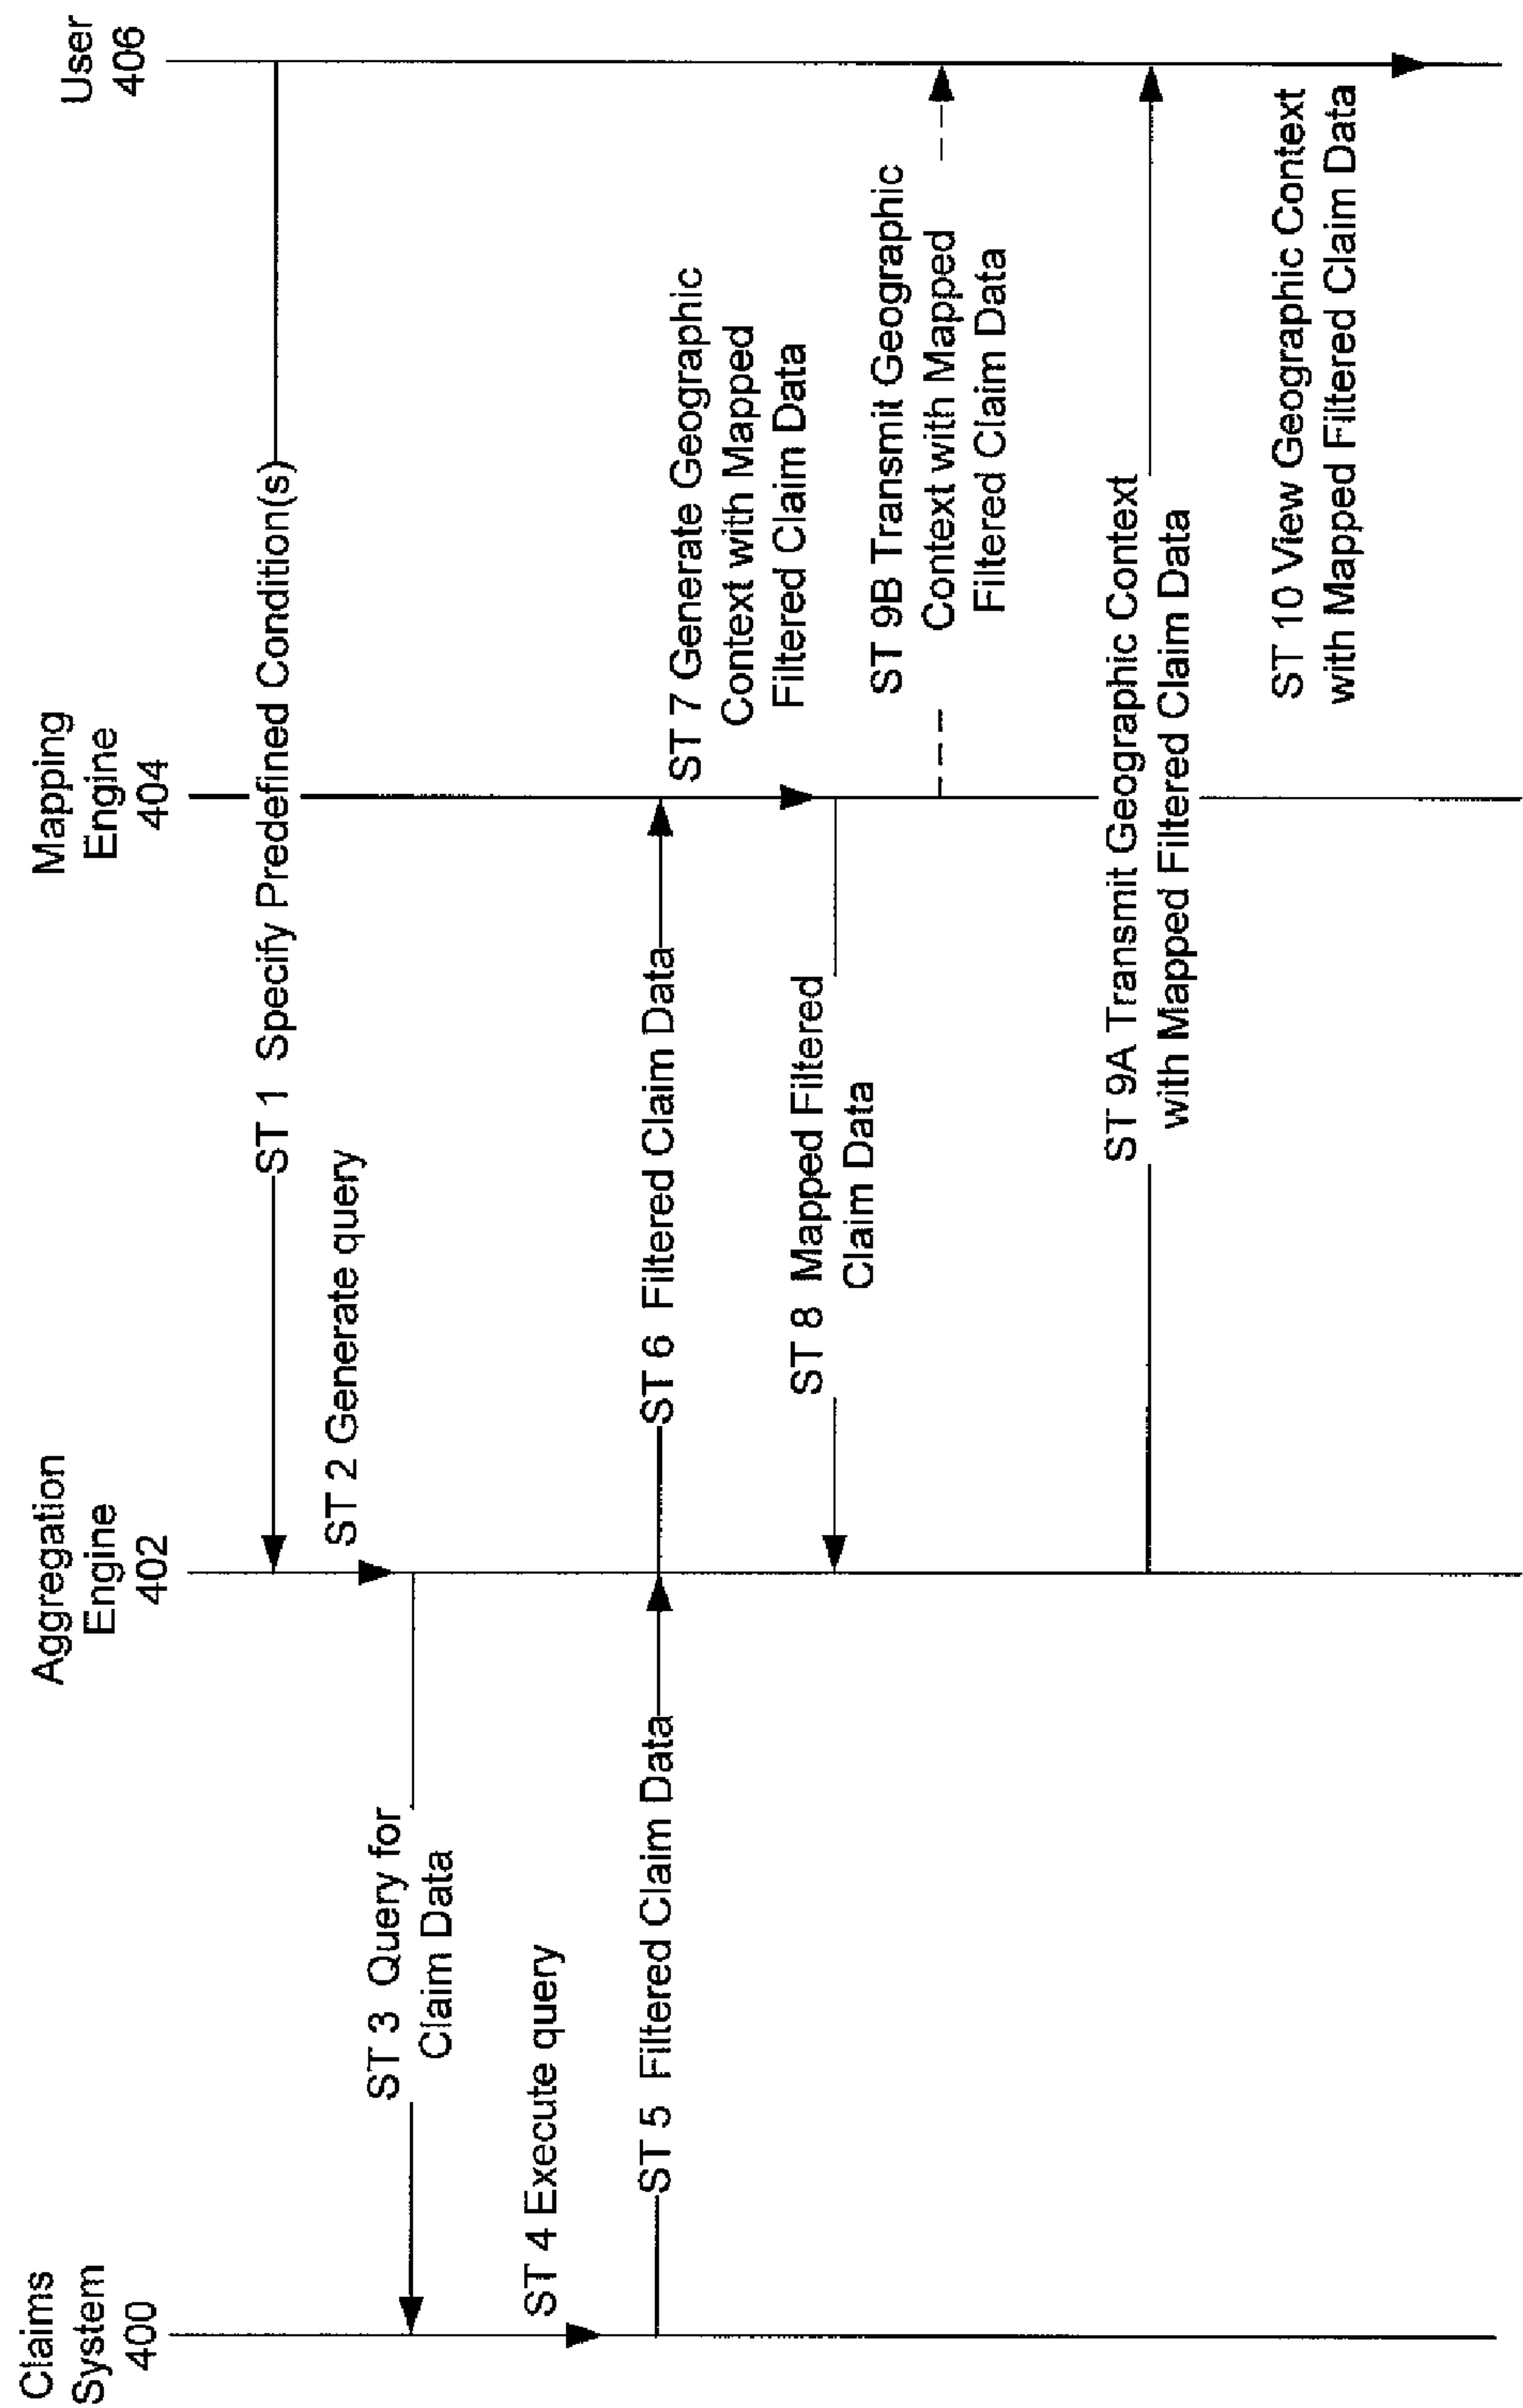 Claims
System
400
Aggregation
Engine
402
Mapping
Engine
404
User
406
ST 1 Specify Predefined Condition(s)
ST 2 Generate query
ST 3 Query for
Claim Data
ST 4 Execute query
ST 5 Filtered Claim Data
ST 6 Filtered Claim Data
ST 7 Generate Geographic
Context with Mapped
Filtered Claim Data
ST 8 Mapped Filtered
Claim Data
ST 9B Transmit Geographic
Context with Mapped
Filtered Claim Data
ST 9A Transmit Geographic Context
with Mapped Filtered Claim Data
ST 10 View Geographic Context
with Mapped Filtered Claim Data